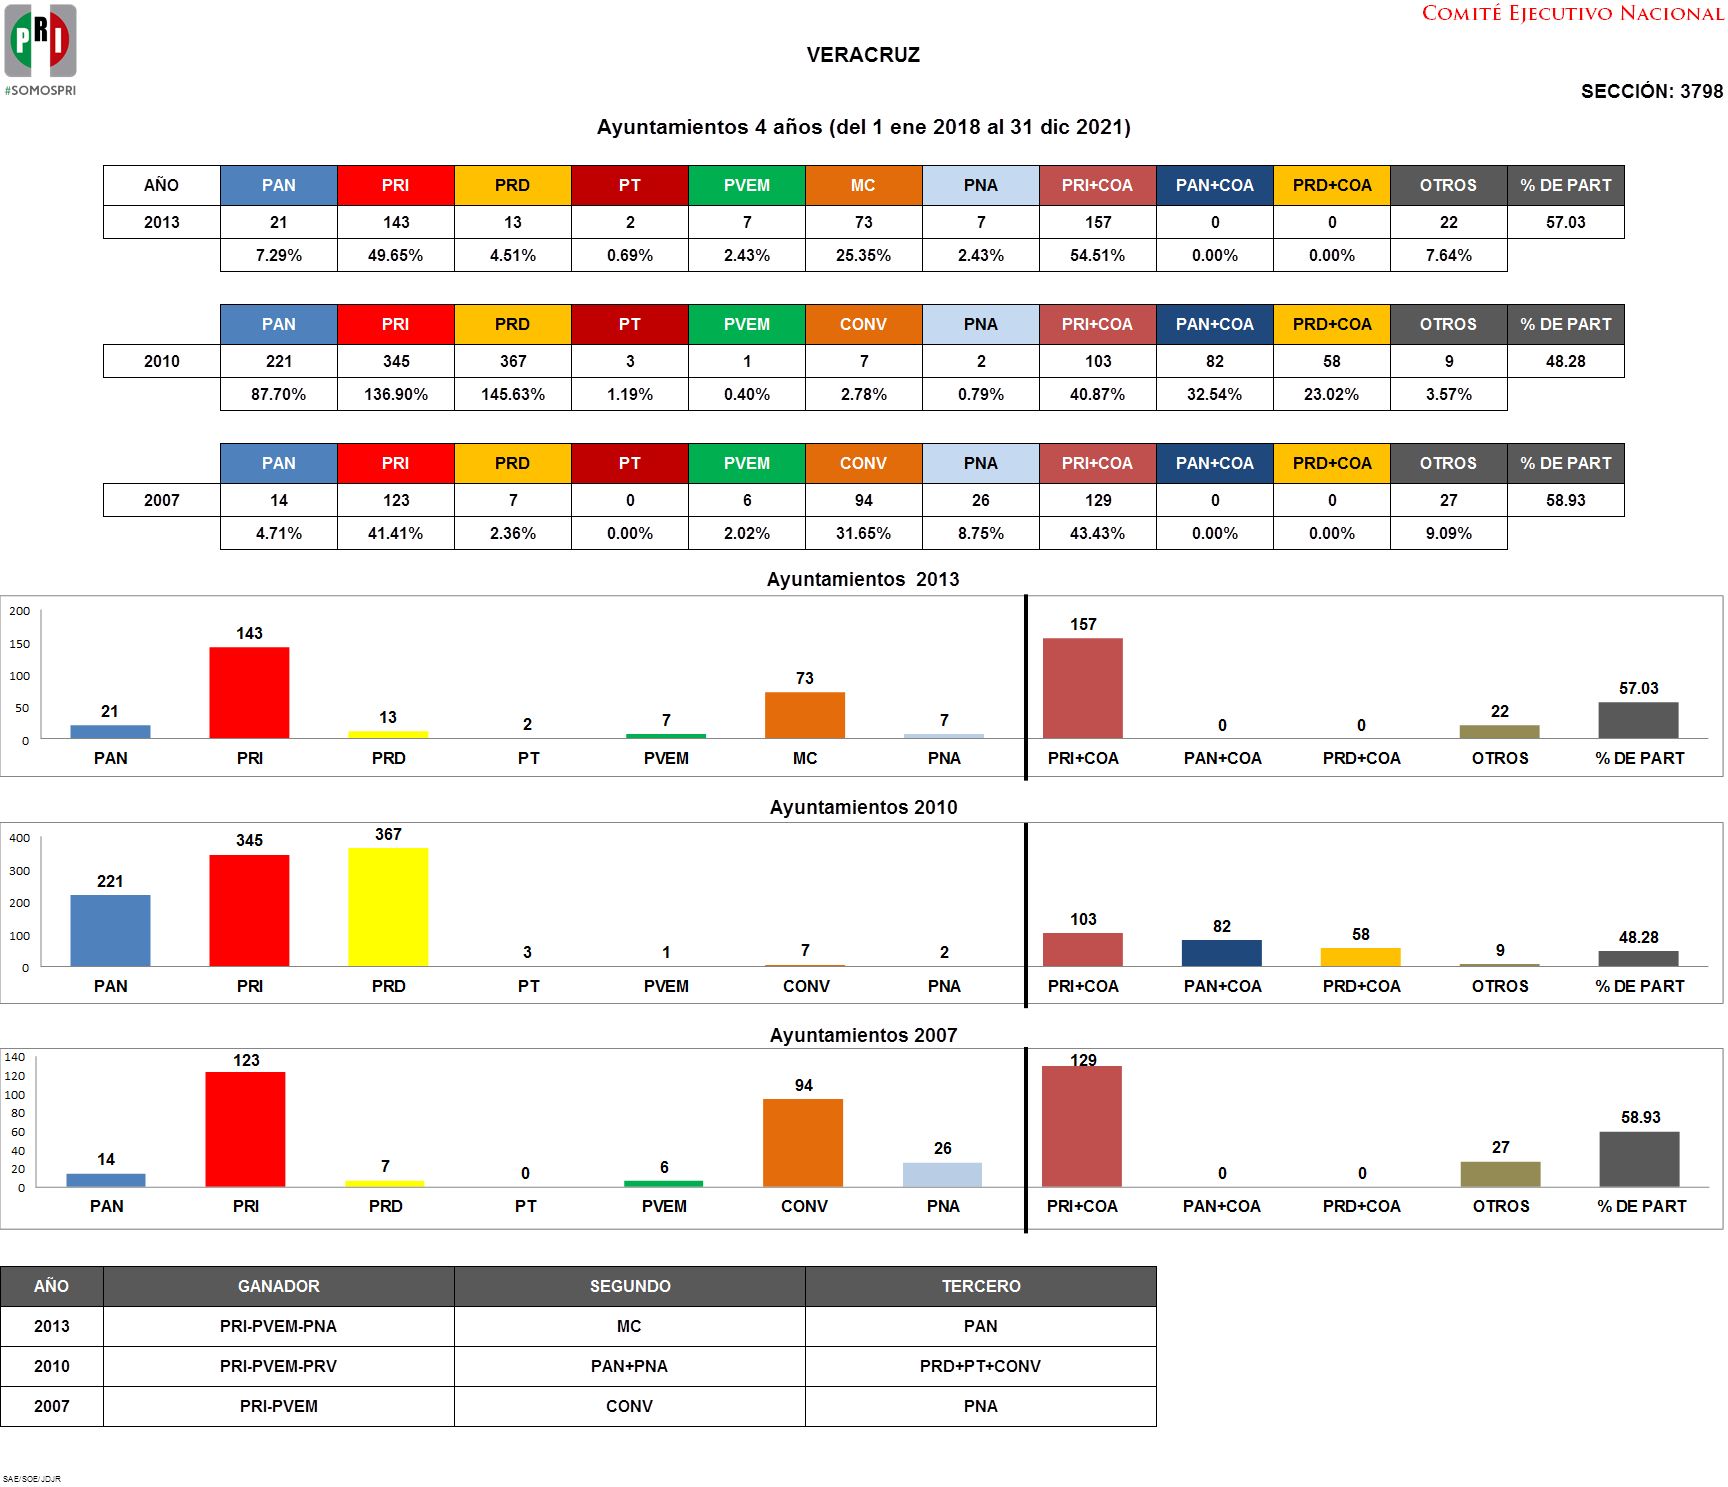 PRI
#SOMOSPRI
COMITÉ EJECUTIVO NACIONAL
VERACRUZ
SECCIÓN: 3798
Ayuntamientos 4 años (del 1 ene 2018 al 31 dic 2021)
AÑO PAN PRI PRD PT PVEM MC PNA PRI+COA PAN+COA PRD+COA OTROS % DE PART
2013 21 143 13 2 7 73 7 157 0 0 22 57.03
7.29% 49.65% 4.51% 0.69% 2.43% 25.35% 2.43% 54.51% 0.00% 0.00% 7.64%
PAN PRI PRD PT PVEM CONV PNA PRI+COA PAN+COA PRD+COA OTROS % DE PART
2010 221 345 367 3 1 7 2 103 82 58 9 48.28
87.70% 136.90% 145.63% 1.19% 0.40% 2.78% 0.79% 40.87% 32.54% 23.02% 3.57%
PAN PRI PRD PT PVEM CONV PNA PRI+COA PAN+COA PRD+COA OTROS % DE PART
2007 14 123 7 0 6 94 26 129 0 0 27 58.93
4.71% 41.41% 2.36% 0.00% 2.02% 31.65% 8.75% 43.43% 0.00% 0.00% 9.09%
Ayuntamientos 2013
200
150
100
50
0
21 143 13 2 7 73 7 157 0 0 22 57.03
PAN PRI PRD PT PVEM MC PNA PRI+COA PAN+COA PRD+COA OTROS % DE PART
Ayuntamientos 2010
400
300
200
100
0
221 345 367 3 1 7 2 103 82 58 9 48.28
PAN PRI PRD PT PVEM CONV PNA PRI+COA PAN+COA PRD+COA OTROS % DE PART
Ayuntamientos 2007
140
120
100
80
60
40
20
0
14 123 7 0 6 94 26 129 0 0 27 58.93
PAN PRI PRD PT PVEM CONV PNA PRI+COA PAN+COA PRD+COA OTROS % DE PART
AÑO GANADOR SEGUNDO TERCERO
2013 PRI-PVEM-PNA MC PAN
2010 PRI-PVEM-PRV PAN+PNA PRD+PT+CONV
2007 PRI-PVEM CONV PNA
SAE/SOE/JDJR